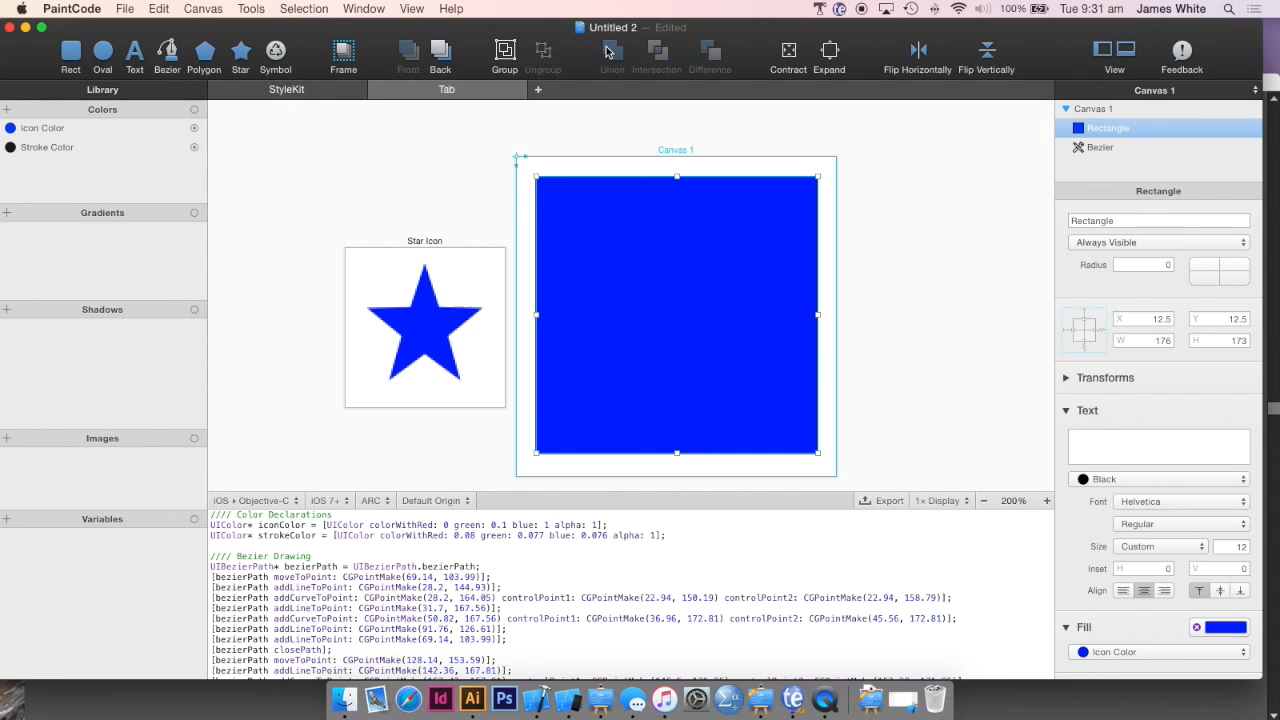 PaintCode File Edit Canvas Tools Selection Window View Help 100% Tue 9:31 am James White
Untitled 2 — Edited
Rect Oval Text Bezier Polygon Star Symbol Frame Front Back Group Ungroup Union Intersection Difference Contract Expand Flip Horizontally Flip Vertically View Feedback
Library StyleKit Tab + Canvas 1
Colors
Icon Color
Stroke Color
Gradients
Shadows
Images
Variables
Star Icon
Canvas 1
Canvas 1
Rectangle
Bezier
Rectangle
Rectangle
Always Visible
Radius 0
X 12.5 Y 12.5
W 176 H 173
Transforms
Text
Black
Font Helvetica
Regular
Size Custom 12
Inset H 0 V 0
Align
Fill
Icon Color
iOS ▸ Objective-C iOS 7+ ARC Default Origin Export 1× Display − 200% +
//// Color Declarations
UIColor* iconColor = [UIColor colorWithRed: 0 green: 0.1 blue: 1 alpha: 1];
UIColor* strokeColor = [UIColor colorWithRed: 0.08 green: 0.077 blue: 0.076 alpha: 1];
//// Bezier Drawing
UIBezierPath* bezierPath = UIBezierPath.bezierPath;
[bezierPath moveToPoint: CGPointMake(69.14, 103.99)];
[bezierPath addLineToPoint: CGPointMake(28.2, 144.93)];
[bezierPath addCurveToPoint: CGPointMake(28.2, 164.05) controlPoint1: CGPointMake(22.94, 150.19) controlPoint2: CGPointMake(22.94, 158.79)];
[bezierPath addLineToPoint: CGPointMake(31.7, 167.56)];
[bezierPath addCurveToPoint: CGPointMake(50.82, 167.56) controlPoint1: CGPointMake(36.96, 172.81) controlPoint2: CGPointMake(45.56, 172.81)];
[bezierPath addLineToPoint: CGPointMake(91.76, 126.61)];
[bezierPath addLineToPoint: CGPointMake(69.14, 103.99)];
[bezierPath closePath];
[bezierPath moveToPoint: CGPointMake(128.14, 153.59)];
[bezierPath addLineToPoint: CGPointMake(142.36, 167.81)];
Id Ai Ps